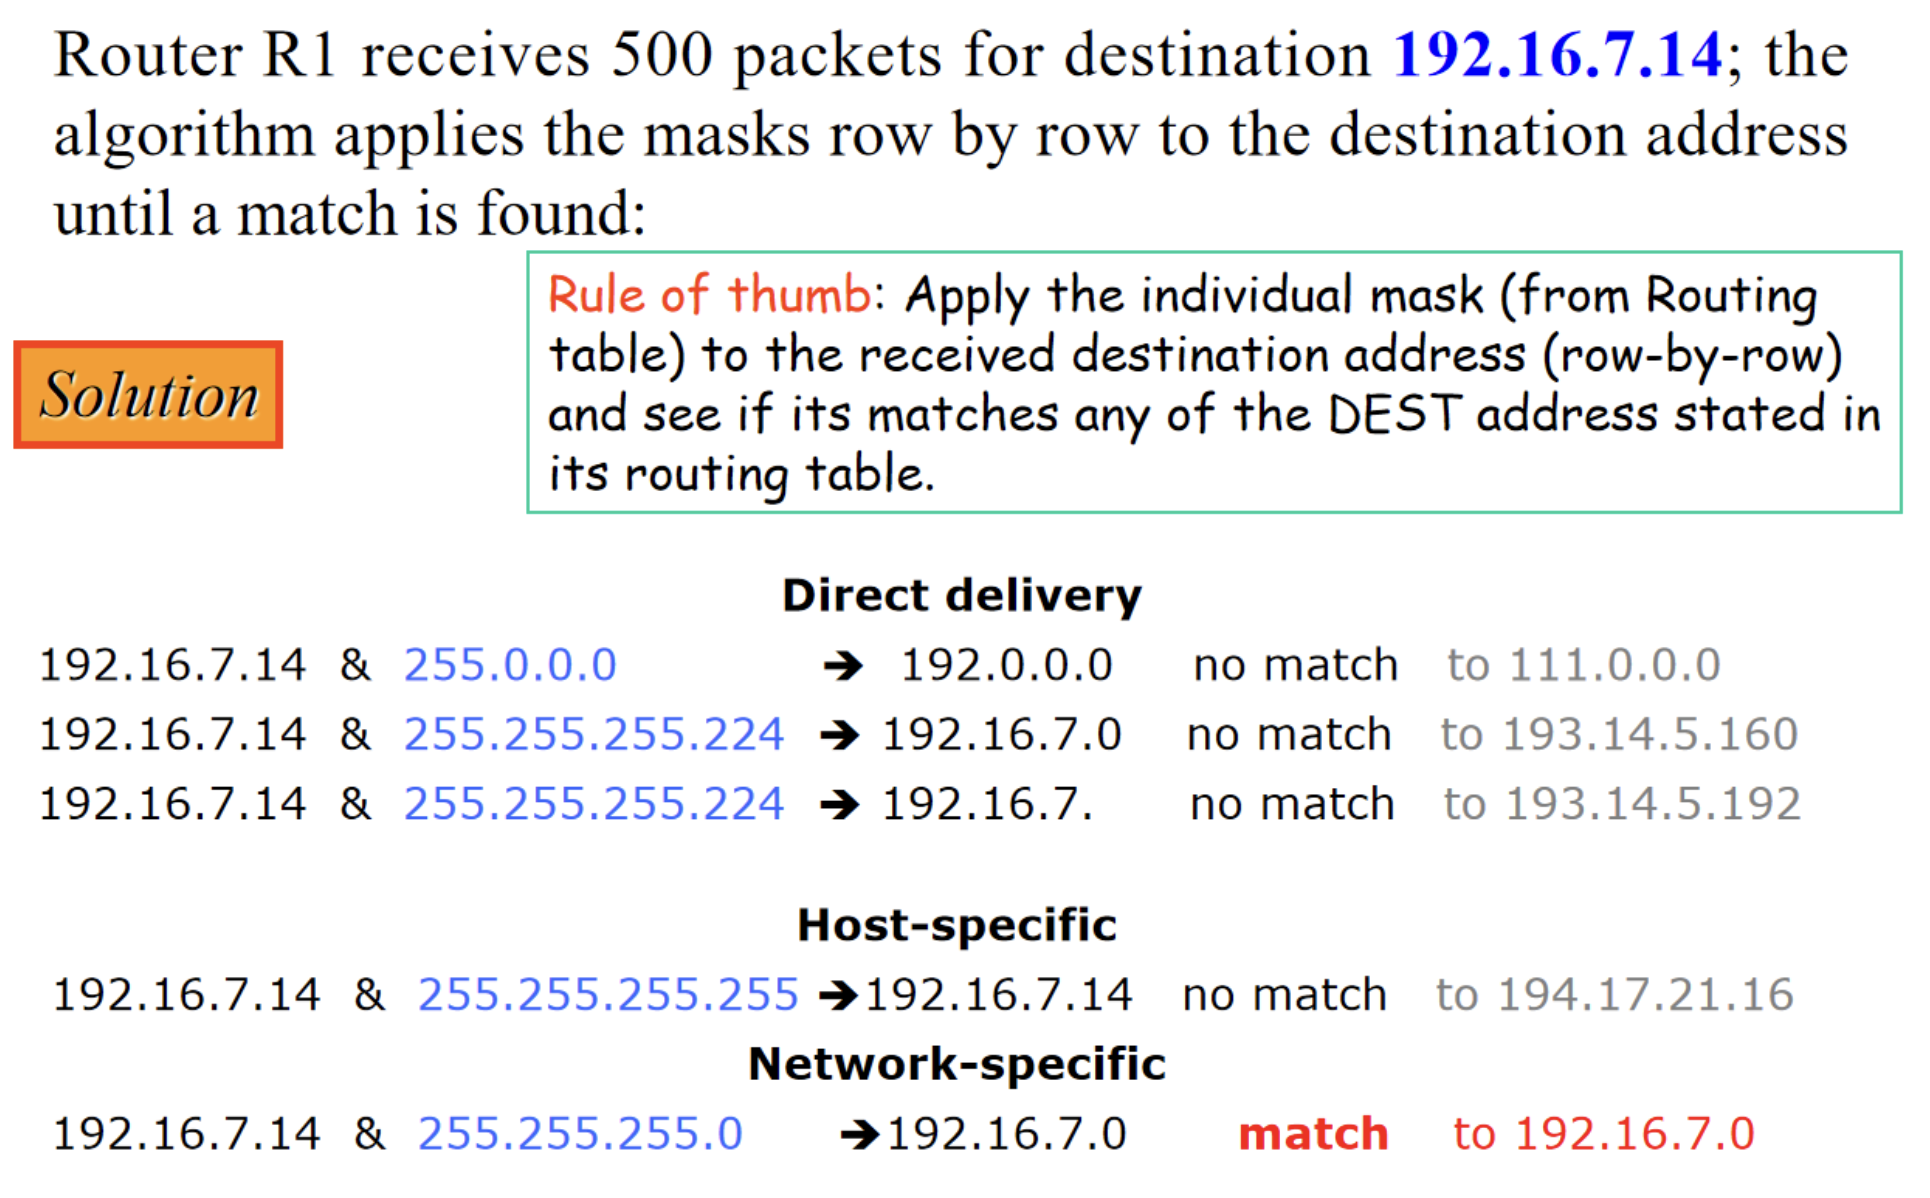 Router R1 receives 500 packets for destination 192.16.7.14; the
algorithm applies the masks row by row to the destination address
until a match is found:
Rule of thumb: Apply the individual mask (from Routing
table) to the received destination address (row-by-row)
and see if its matches any of the DEST address stated in
its routing table.
Solution
Direct delivery
192.16.7.14 & 255.0.0.0 ➔ 192.0.0.0 no match to 111.0.0.0
192.16.7.14 & 255.255.255.224 ➔ 192.16.7.0 no match to 193.14.5.160
192.16.7.14 & 255.255.255.224 ➔ 192.16.7. no match to 193.14.5.192
Host-specific
192.16.7.14 & 255.255.255.255 ➔192.16.7.14 no match to 194.17.21.16
Network-specific
192.16.7.14 & 255.255.255.0 ➔192.16.7.0 match to 192.16.7.0